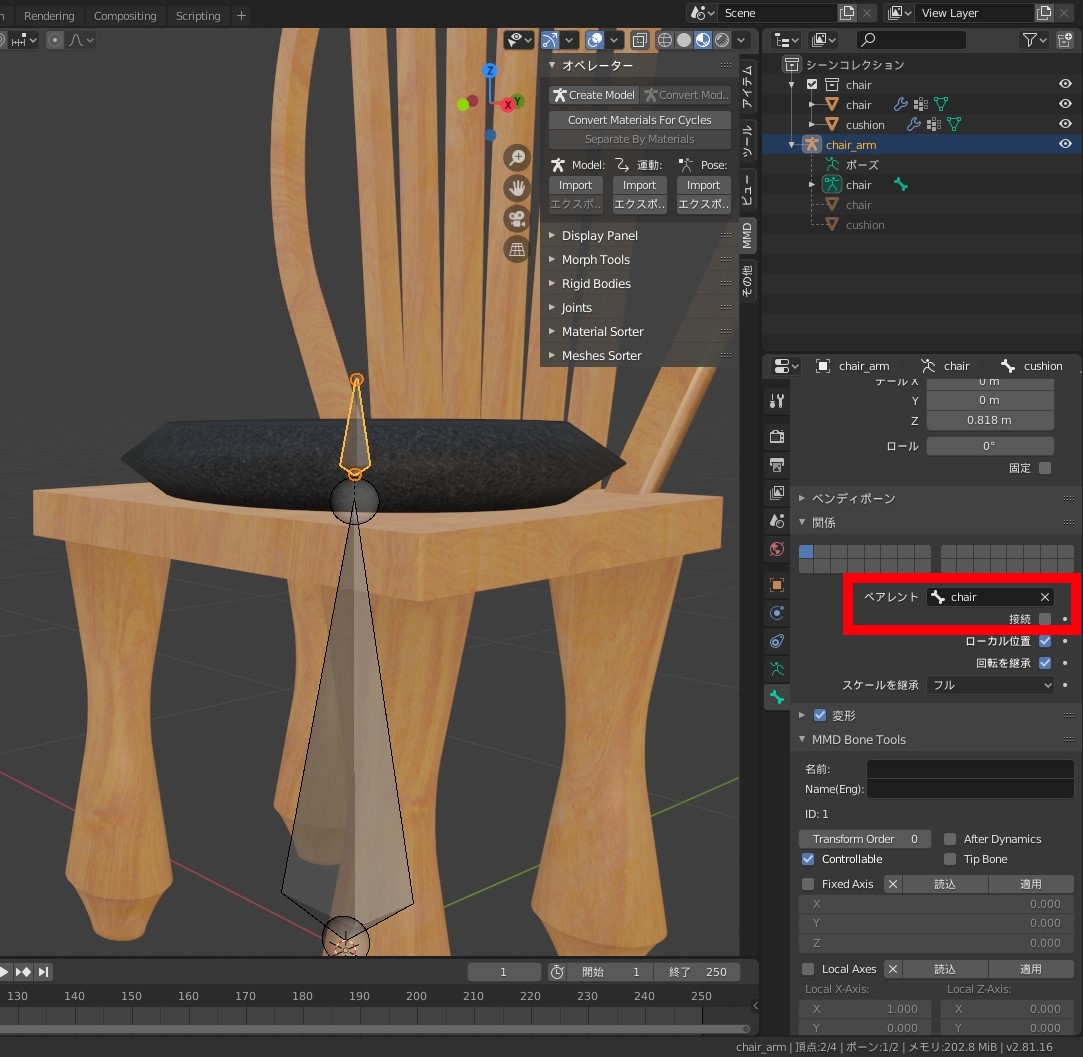 Rendering Compositing Scripting +
Scene
View Layer
オペレーター
Create Model Convert Mod..
Convert Materials For Cycles
Separate By Materials
Model: 運動: Pose:
Import Import Import
エクスポ.. エクスポ.. エクスポ..
Display Panel
Morph Tools
Rigid Bodies
Joints
Material Sorter
Meshes Sorter
アイテム
ツール
ビュー
MMD
その他
Z
X
Y
シーンコレクション
chair
chair
cushion
chair_arm
ポーズ
chair
chair
cushion
chair_arm chair cushion
テール X 0 m
Y 0 m
Z 0.818 m
ロール 0°
固定
ベンディボーン
関係
ペアレント chair
接続
ローカル位置
回転を継承
スケールを継承 フル
変形
MMD Bone Tools
名前:
Name(Eng):
ID: 1
Transform Order 0 After Dynamics
Controllable Tip Bone
Fixed Axis 読込 適用
X 0.000
Y 0.000
Z 0.000
Local Axes 読込 適用
Local X-Axis: Local Z-Axis:
X 1.000 X 0.000
Y 0.000 Y 0.000
1 開始 1 終了 250
130 140 150 160 170 180 190 200 210 220 230 240 250
chair_arm | 頂点:2/4 | ボーン:1/2 | メモリ:202.8 MiB | v2.81.16